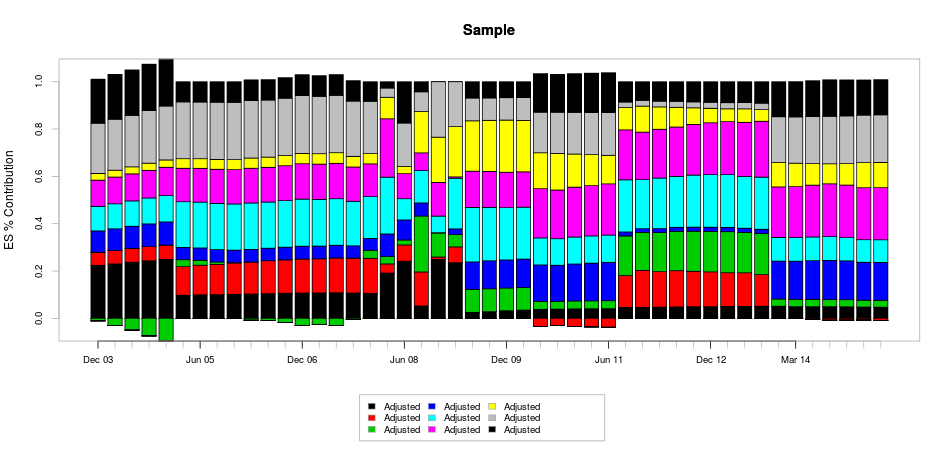 Sample
ES % Contribution
1.0
0.8
0.6
0.4
0.2
0.0
Dec 03 Jun 05 Dec 06 Jun 08 Dec 09 Jun 11 Dec 12 Mar 14
Adjusted Adjusted Adjusted
Adjusted Adjusted Adjusted
Adjusted Adjusted Adjusted